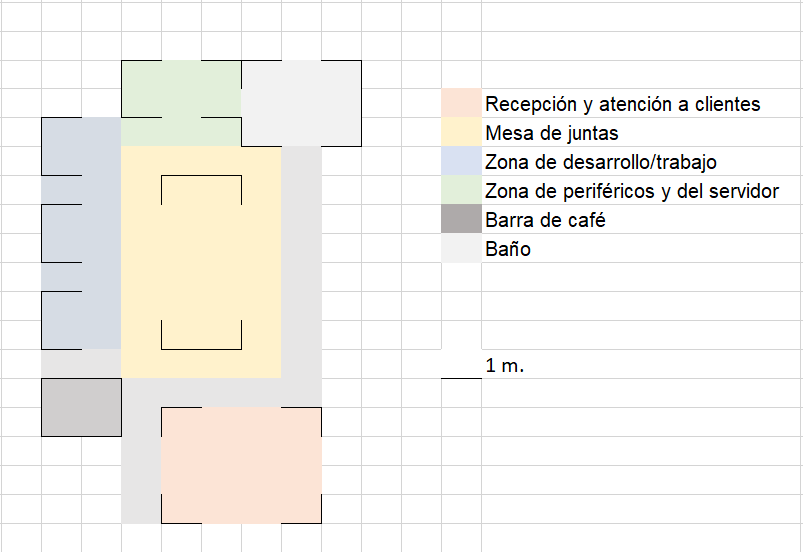 Recepción y atención a clientes
Mesa de juntas
Zona de desarrollo/trabajo
Zona de periféricos y del servidor
Barra de café
Baño
1 m.